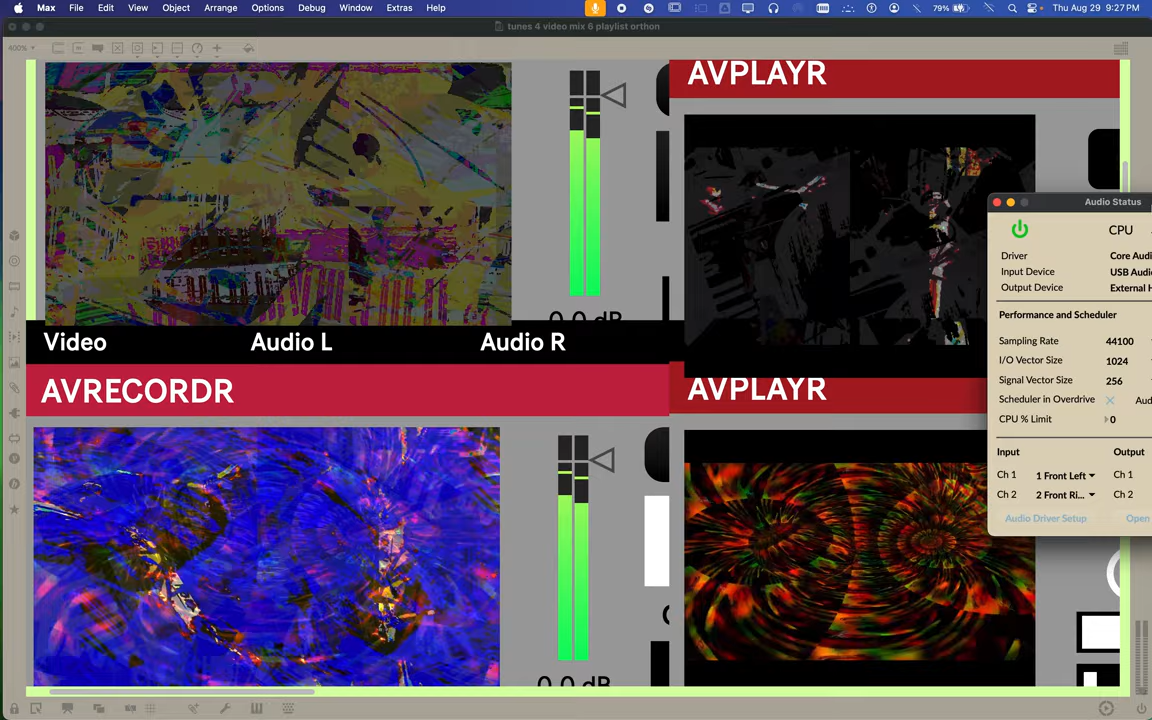 Max File Edit View Object Arrange Options Debug Window Extras Help 79% Thu Aug 29 9:27 PM
tunes 4 video mix 6 playlist orthon
400%
AVPLAYR
Audio Status
CPU
Driver Core Audi
Input Device USB Audi
Output Device External H
Performance and Scheduler
Video Audio L Audio R
0.0 dB
Sampling Rate 44100
I/O Vector Size 1024
Signal Vector Size 256
Scheduler in Overdrive Aud
CPU % Limit 0
AVRECORDR
AVPLAYR
Input Output
Ch 1 1 Front Left Ch 1
Ch 2 2 Front Ri... Ch 2
Audio Driver Setup Open
0.0 dB